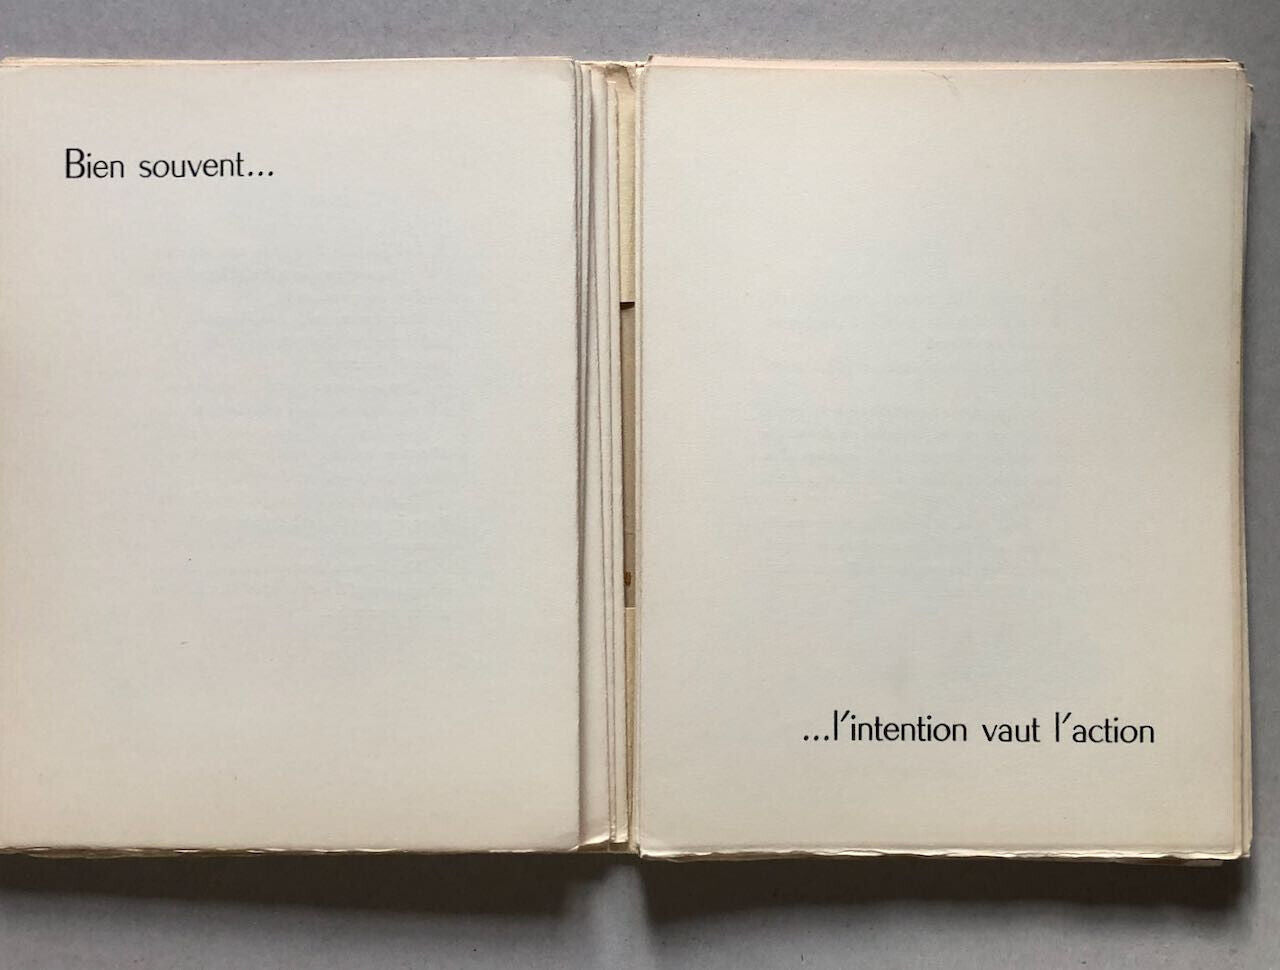 Bien souvent...
...l'intention vaut l'action